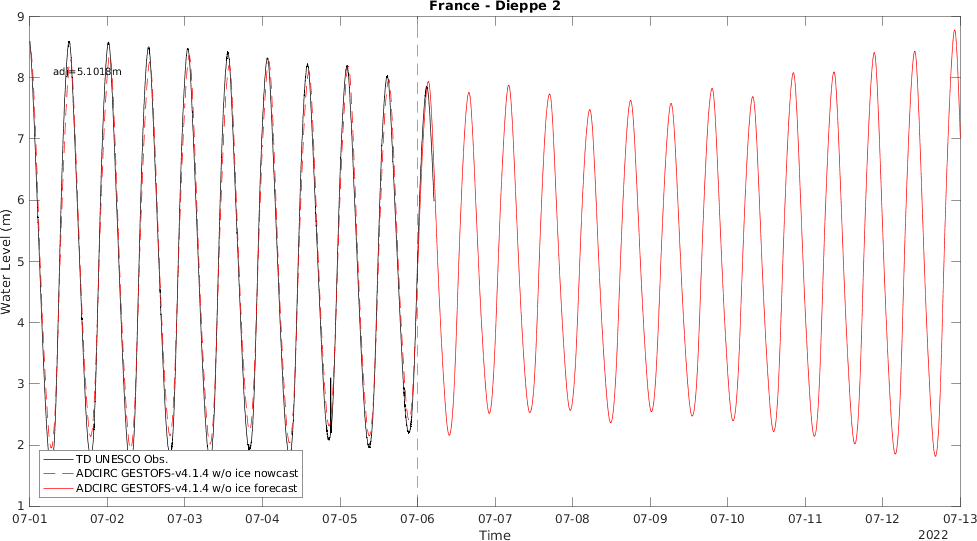 France - Dieppe 2
adj=5.1018m
Water Level (m)
9
8
7
6
5
4
3
2
1
TD UNESCO Obs.
ADCIRC GESTOFS-v4.1.4 w/o ice nowcast
ADCIRC GESTOFS-v4.1.4 w/o ice forecast
07-01 07-02 07-03 07-04 07-05 07-06 07-07 07-08 07-09 07-10 07-11 07-12 07-13
Time
2022